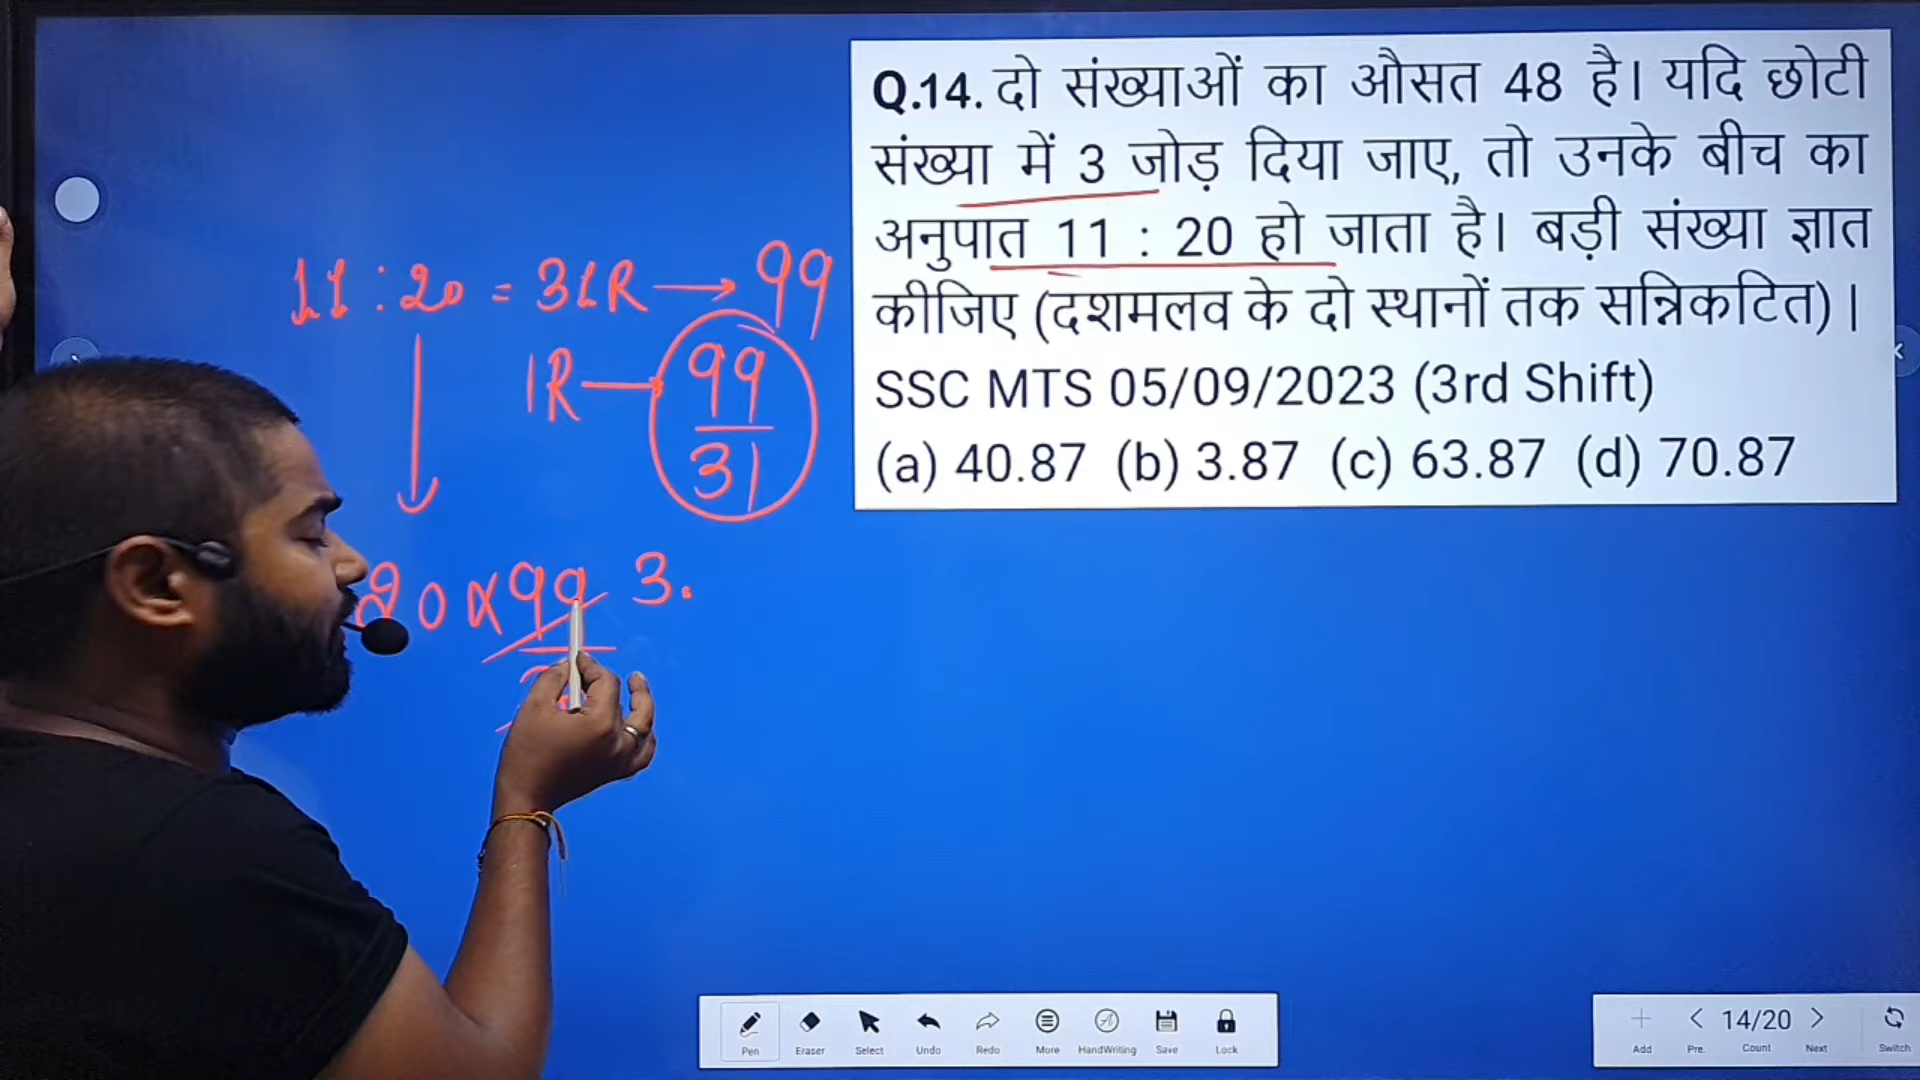 Q.14. दो संख्याओं का औसत 48 है। यदि छोटी
संख्या में 3 जोड़ दिया जाए, तो उनके बीच का
अनुपात 11 : 20 हो जाता है। बड़ी संख्या ज्ञात
कीजिए (दशमलव के दो स्थानों तक सन्निकटित) |
SSC MTS 05/09/2023 (3rd Shift)
(a) 40.87 (b) 3.87 (c) 63.87 (d) 70.87
11 : 20 = 31R → 99
1R → 99
31
20 × 99 3.
Pen Eraser Select Undo Redo More HandWriting Save Lock
14/20
Add Pre. Count Next Switch